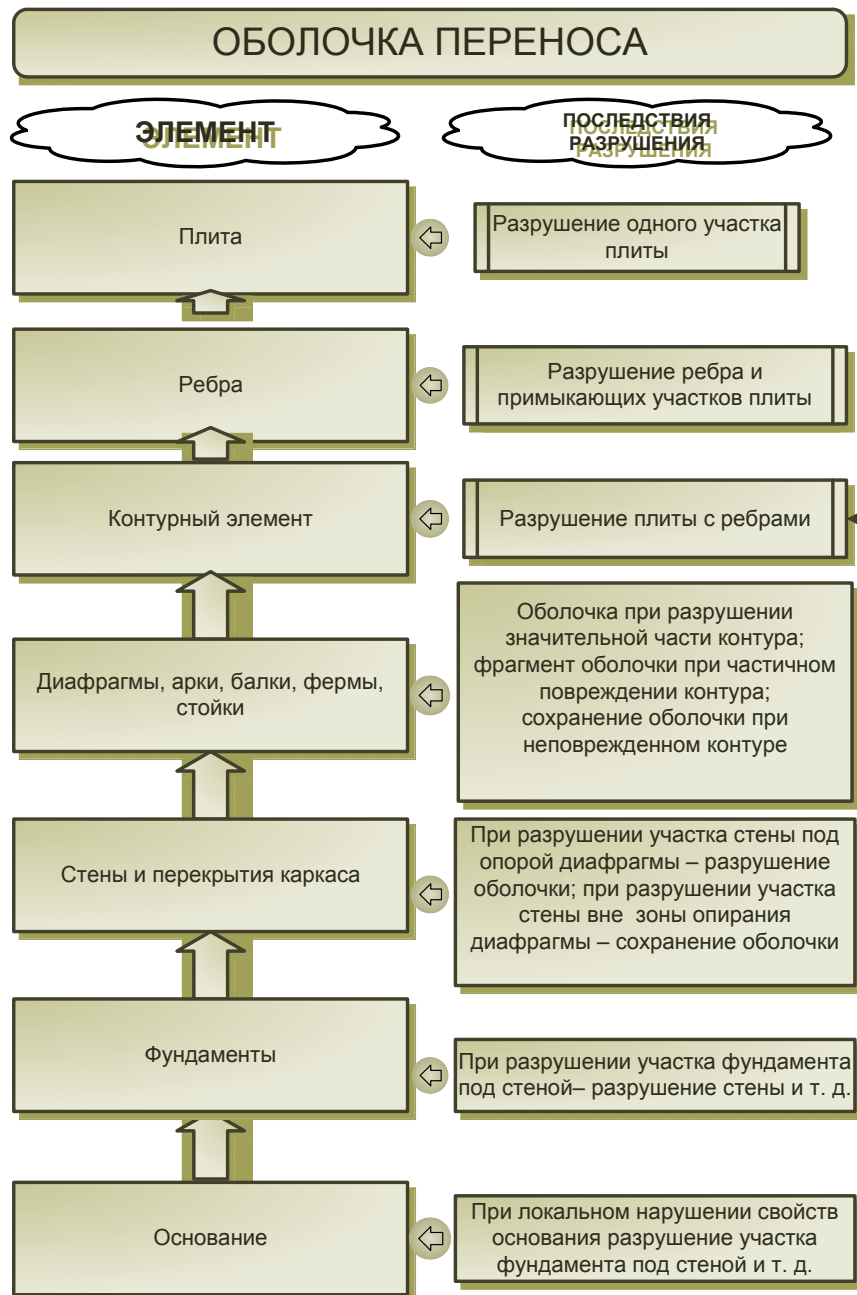 ОБОЛОЧКА ПЕРЕНОСА
ЭЛЕМЕНТ
ПОСЛЕДСТВИЯ
РАЗРУШЕНИЯ
Плита
Разрушение одного участка
плиты
Ребра
Разрушение ребра и
примыкающих участков плиты
Контурный элемент
Разрушение плиты с ребрами
Диафрагмы, арки, балки, фермы,
стойки
Оболочка при разрушении
значительной части контура;
фрагмент оболочки при частичном
повреждении контура;
сохранение оболочки при
неповрежденном контуре
Стены и перекрытия каркаса
При разрушении участка стены под
опорой диафрагмы – разрушение
оболочки; при разрушении участка
стены вне зоны опирания
диафрагмы – сохранение оболочки
Фундаменты
При разрушении участка фундамента
под стеной– разрушение стены и т. д.
Основание
При локальном нарушении свойств
основания разрушение участка
фундамента под стеной и т. д.